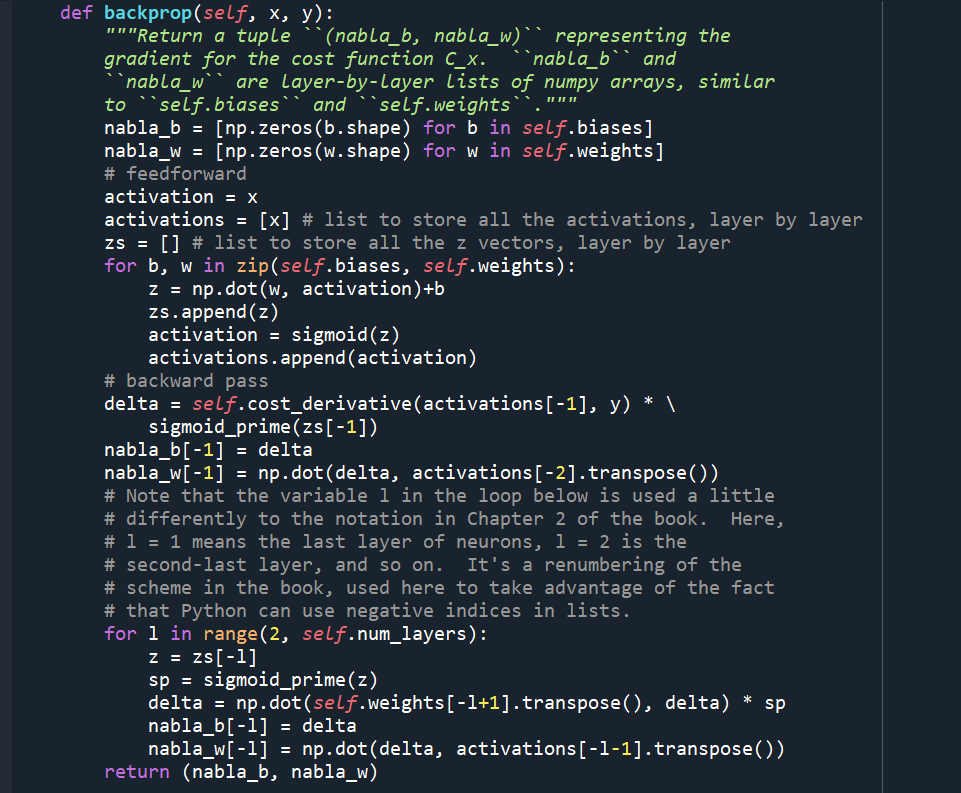 def backprop(self, x, y):
"""Return a tuple ``(nabla_b, nabla_w)`` representing the
gradient for the cost function C_x.  ``nabla_b`` and
``nabla_w`` are layer-by-layer lists of numpy arrays, similar
to ``self.biases`` and ``self.weights``."""
nabla_b = [np.zeros(b.shape) for b in self.biases]
nabla_w = [np.zeros(w.shape) for w in self.weights]
# feedforward
activation = x
activations = [x] # list to store all the activations, layer by layer
zs = [] # list to store all the z vectors, layer by layer
for b, w in zip(self.biases, self.weights):
z = np.dot(w, activation)+b
zs.append(z)
activation = sigmoid(z)
activations.append(activation)
# backward pass
delta = self.cost_derivative(activations[-1], y) * \
sigmoid_prime(zs[-1])
nabla_b[-1] = delta
nabla_w[-1] = np.dot(delta, activations[-2].transpose())
# Note that the variable l in the loop below is used a little
# differently to the notation in Chapter 2 of the book.  Here,
# l = 1 means the last layer of neurons, l = 2 is the
# second-last layer, and so on.  It's a renumbering of the
# scheme in the book, used here to take advantage of the fact
# that Python can use negative indices in lists.
for l in range(2, self.num_layers):
z = zs[-l]
sp = sigmoid_prime(z)
delta = np.dot(self.weights[-l+1].transpose(), delta) * sp
nabla_b[-l] = delta
nabla_w[-l] = np.dot(delta, activations[-l-1].transpose())
return (nabla_b, nabla_w)